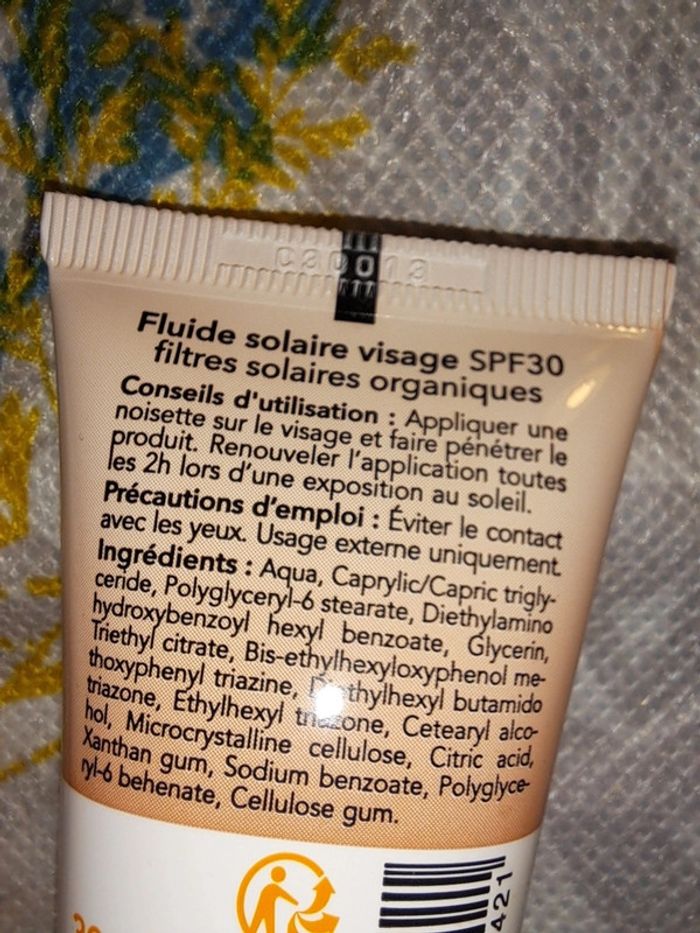 C30013
Fluide solaire visage SPF30
filtres solaires organiques
Conseils d'utilisation : Appliquer une
noisette sur le visage et faire pénétrer le
produit. Renouveler l'application toutes
les 2h lors d'une exposition au soleil.
Précautions d'emploi : Éviter le contact
avec les yeux. Usage externe uniquement.
Ingrédients : Aqua, Caprylic/Capric trigly-
ceride, Polyglyceryl-6 stearate, Diethylamino
hydroxybenzoyl hexyl benzoate, Glycerin,
Triethyl citrate, Bis-ethylhexyloxyphenol me-
thoxyphenyl triazine, butamido
triazone, Ethylhexyl triazone, Cetearyl alco-
hol, Microcrystalline cellulose, Citric acid,
Xanthan gum, Sodium benzoate, Polyglyce-
ryl-6 behenate, Cellulose gum.
421